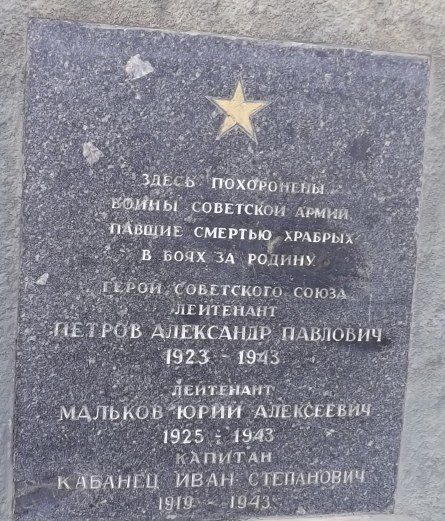 ЗДЕСЬ ПОХОРОНЕНЫ
ВОИНЫ СОВЕТСКОЙ АРМИИ
ПАВШИЕ СМЕРТЬЮ ХРАБРЫХ
В БОЯХ ЗА РОДИНУ
ГЕРОЙ СОВЕТСКОГО СОЮЗА
ЛЕЙТЕНАНТ
ПЕТРОВ АЛЕКСАНДР ПАВЛОВИЧ
1923 - 1943
ЛЕЙТЕНАНТ
МАЛЬКОВ ЮРИЙ АЛЕКСЕЕВИЧ
1925 - 1943
КАПИТАН
КАБАНЕЦ ИВАН СТЕПАНОВИЧ
1919 - 1943